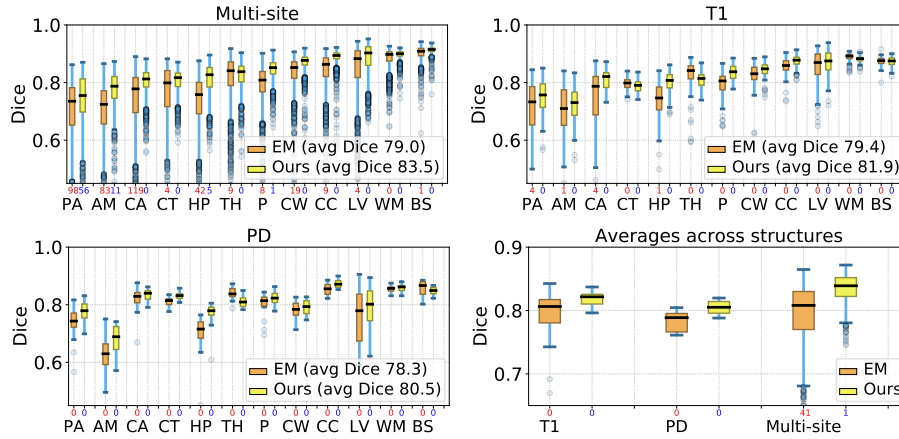 Multi-site
Dice
1.0
0.8
0.6
EM (avg Dice 79.0)
Ours (avg Dice 83.5)
9856 8311 1190 4 0 425 9 0 8 1 19 0 9 0 4 0 0 0 1 0
PA AM CA CT HP TH P CW CC LV WM BS
T1
Dice
1.0
0.8
0.6
EM (avg Dice 79.4)
Ours (avg Dice 81.9)
4 0 1 0 4 0 0 0 1 0 0 0 0 0 0 0 0 0 0 0 0 0 0 0
PA AM CA CT HP TH P CW CC LV WM BS
PD
Dice
1.0
0.8
0.6
EM (avg Dice 78.3)
Ours (avg Dice 80.5)
0 0 0 0 0 0 0 0 0 0 0 0 0 0 0 0 0 0 0 0 0 0 0 0
PA AM CA CT HP TH P CW CC LV WM BS
Averages across structures
Dice
0.9
0.8
0.7
EM
Ours
0 0 0 0 41 1
T1 PD Multi-site